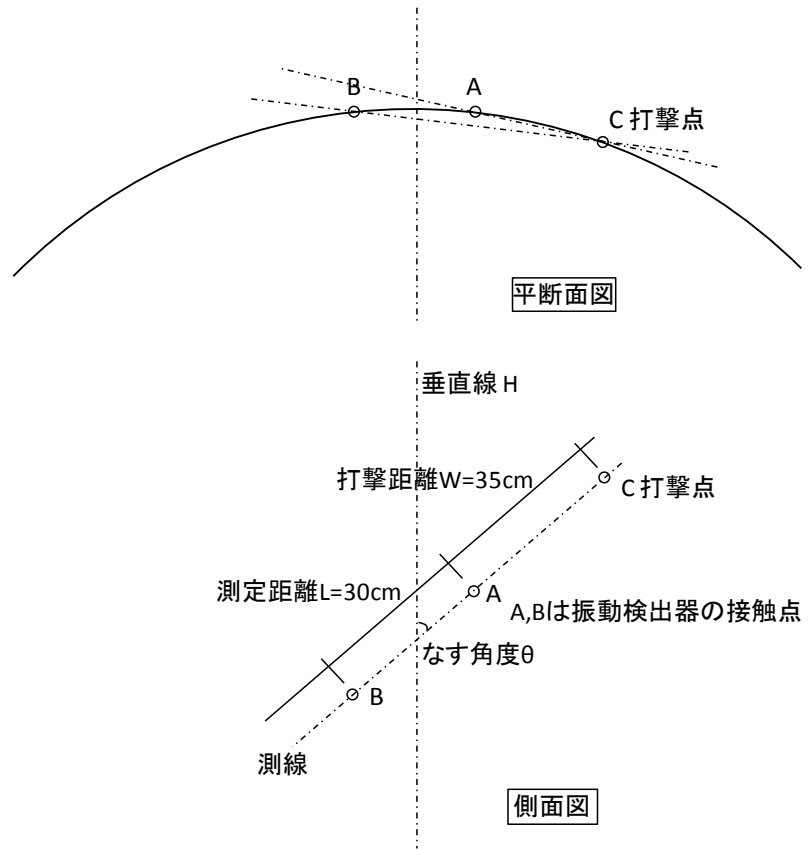 B
A
C 打撃点
平断面図
垂直線 H
打撃距離W=35cm
C 打撃点
測定距離L=30cm
A
A,Bは振動検出器の接触点
なす角度θ
B
測線
側面図